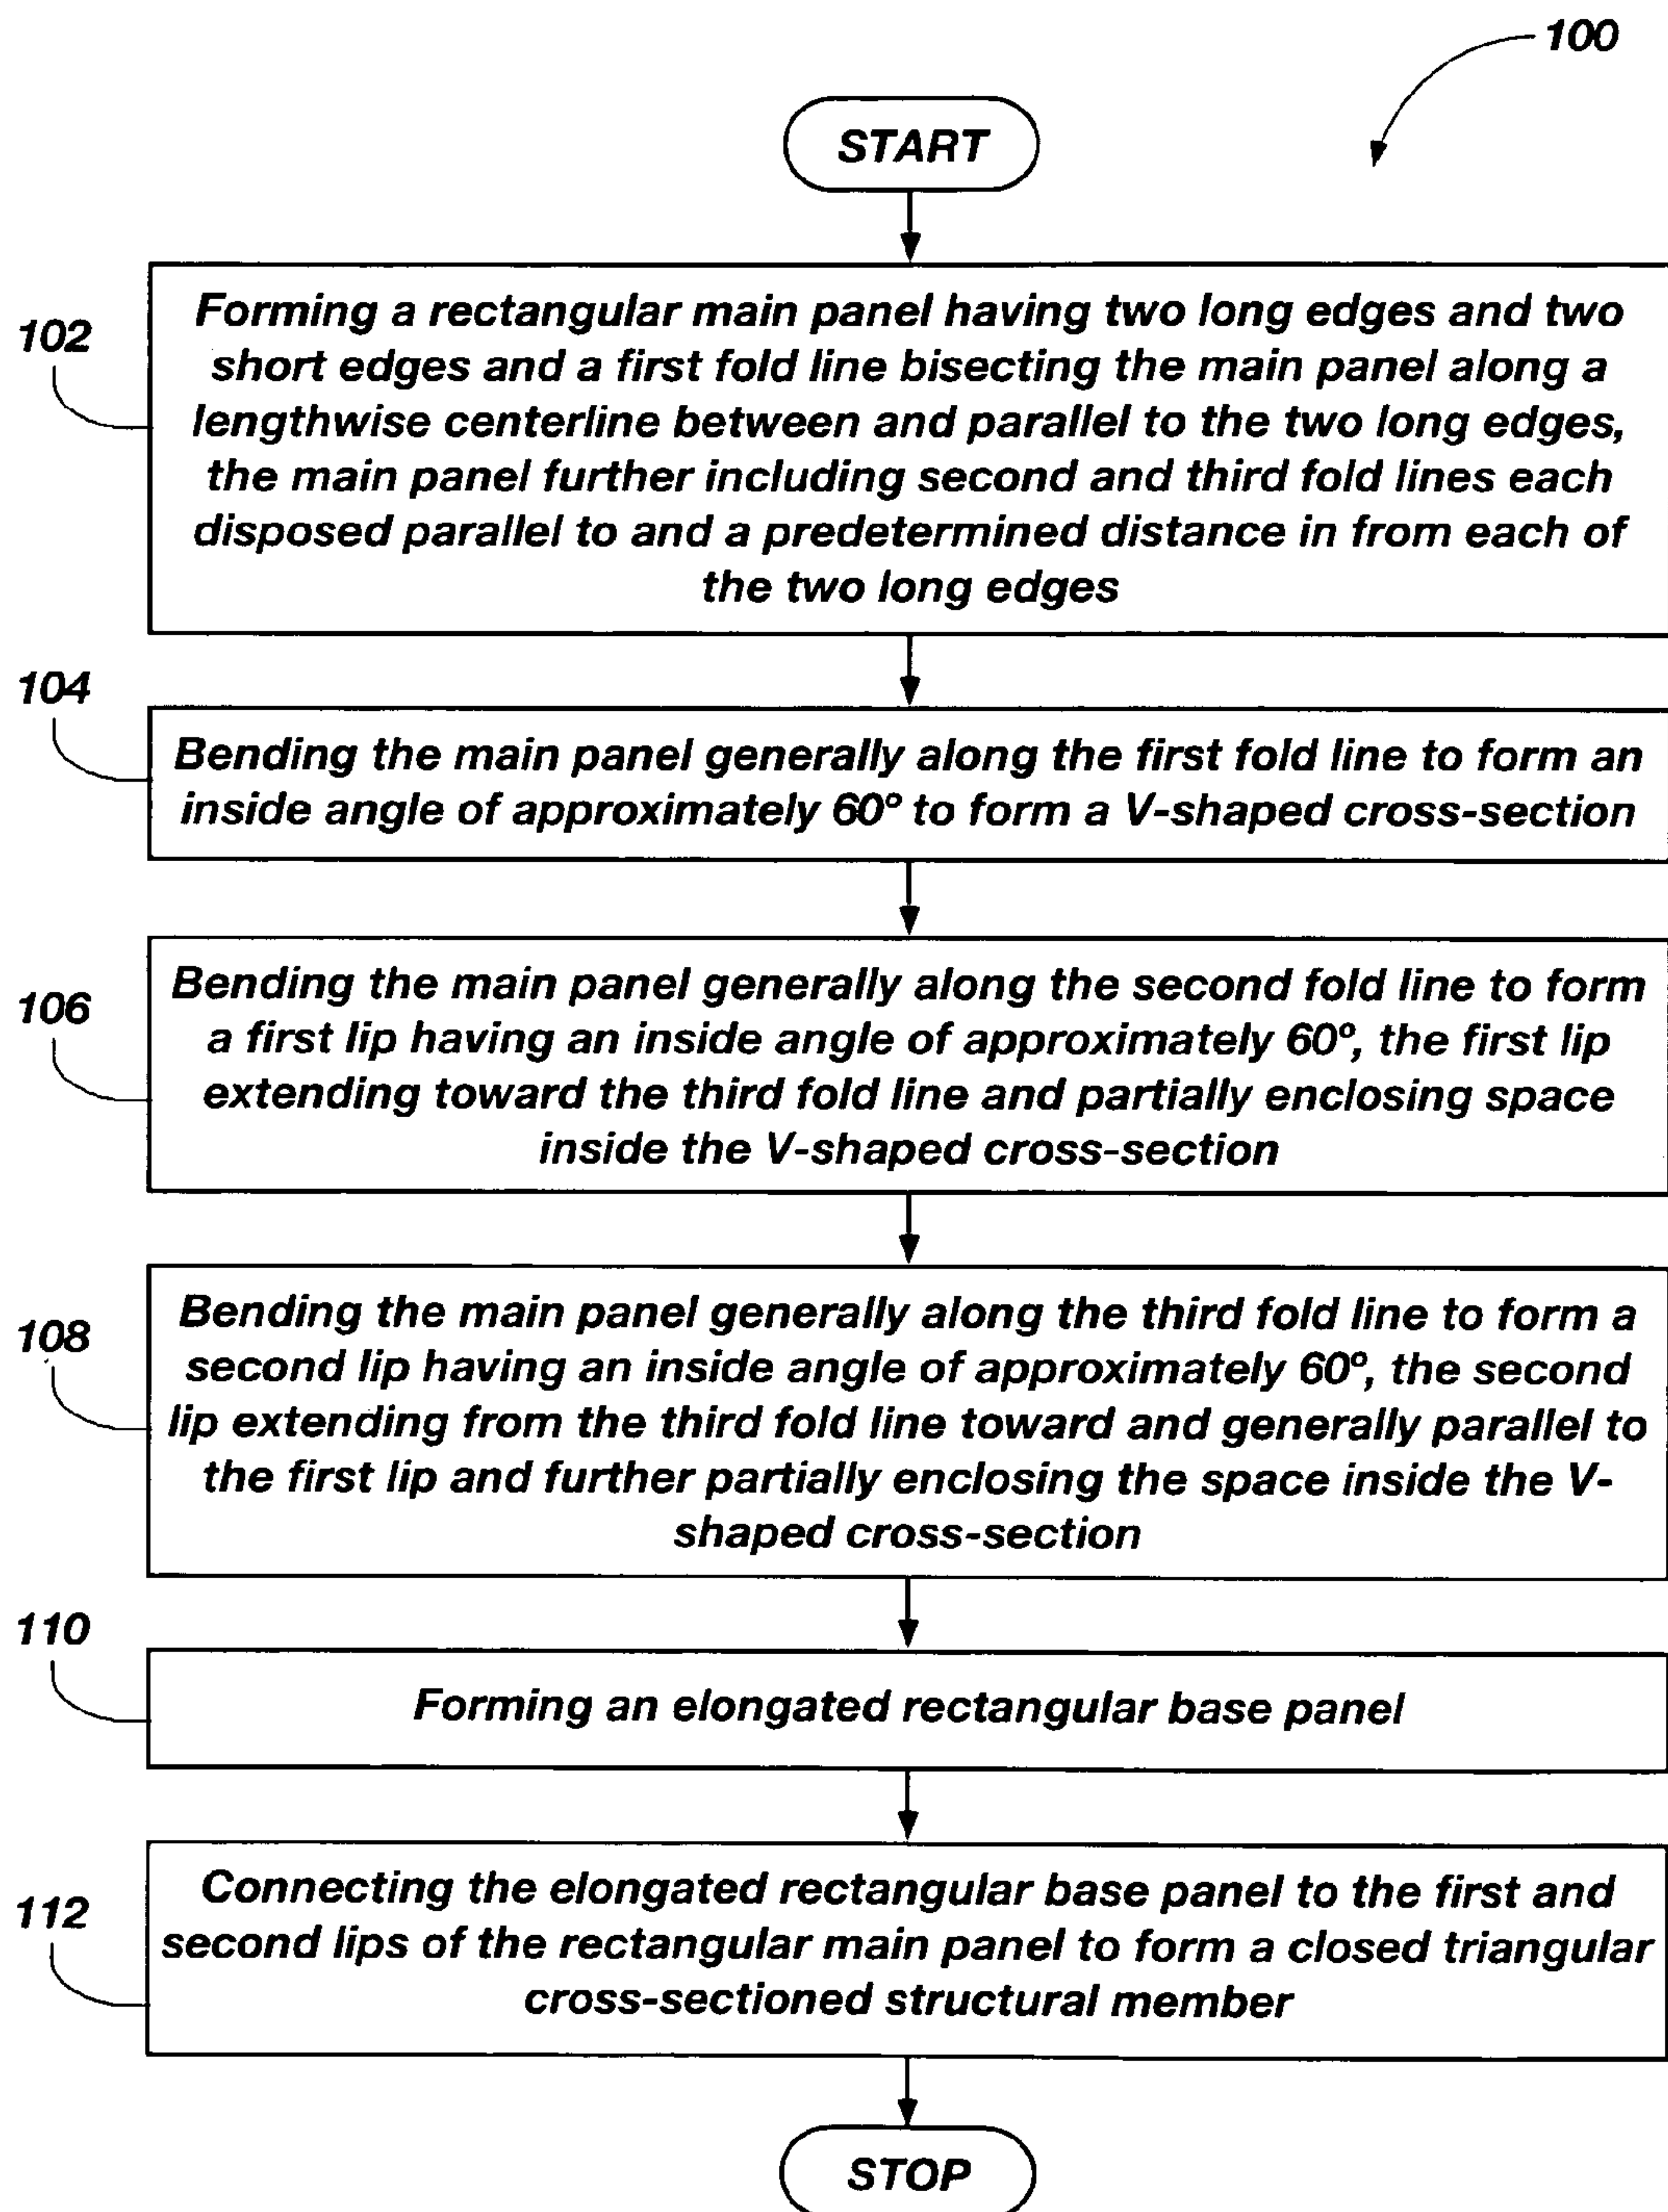 100
START
102
Forming a rectangular main panel having two long edges and two
short edges and a first fold line bisecting the main panel along a
lengthwise centerline between and parallel to the two long edges,
the main panel further including second and third fold lines each
disposed parallel to and a predetermined distance in from each of
the two long edges
104
Bending the main panel generally along the first fold line to form an
inside angle of approximately 60º to form a V-shaped cross-section
106
Bending the main panel generally along the second fold line to form
a first lip having an inside angle of approximately 60º, the first lip
extending toward the third fold line and partially enclosing space
inside the V-shaped cross-section
108
Bending the main panel generally along the third fold line to form a
second lip having an inside angle of approximately 60º, the second
lip extending from the third fold line toward and generally parallel to
the first lip and further partially enclosing the space inside the V-
shaped cross-section
110
Forming an elongated rectangular base panel
112
Connecting the elongated rectangular base panel to the first and
second lips of the rectangular main panel to form a closed triangular
cross-sectioned structural member
STOP